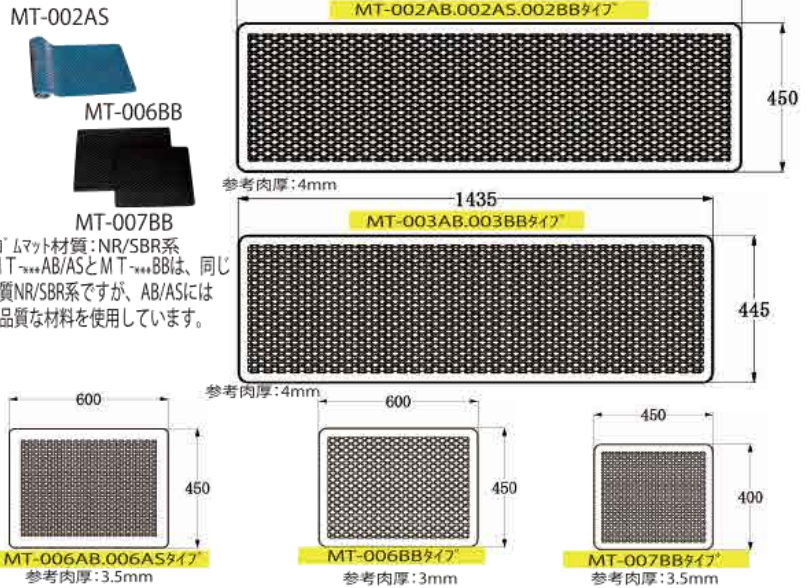 MT-002AS
MT-002AB.002AS.002BBタイプ
450
MT-006BB
参考肉厚:4mm
1435
MT-003AB.003BBタイプ
445
MT-007BB
ゴムマット材質:NR/SBR系
MT-***AB/ASとMT-***BBは、同じ
質NR/SBR系ですが、AB/ASには
品質な材料を使用しています。
参考肉厚:4mm
600
450
MT-006AB.006ASタイプ
参考肉厚:3.5mm
600
450
MT-006BBタイプ
参考肉厚:3mm
450
400
MT-007BBタイプ
参考肉厚:3.5mm